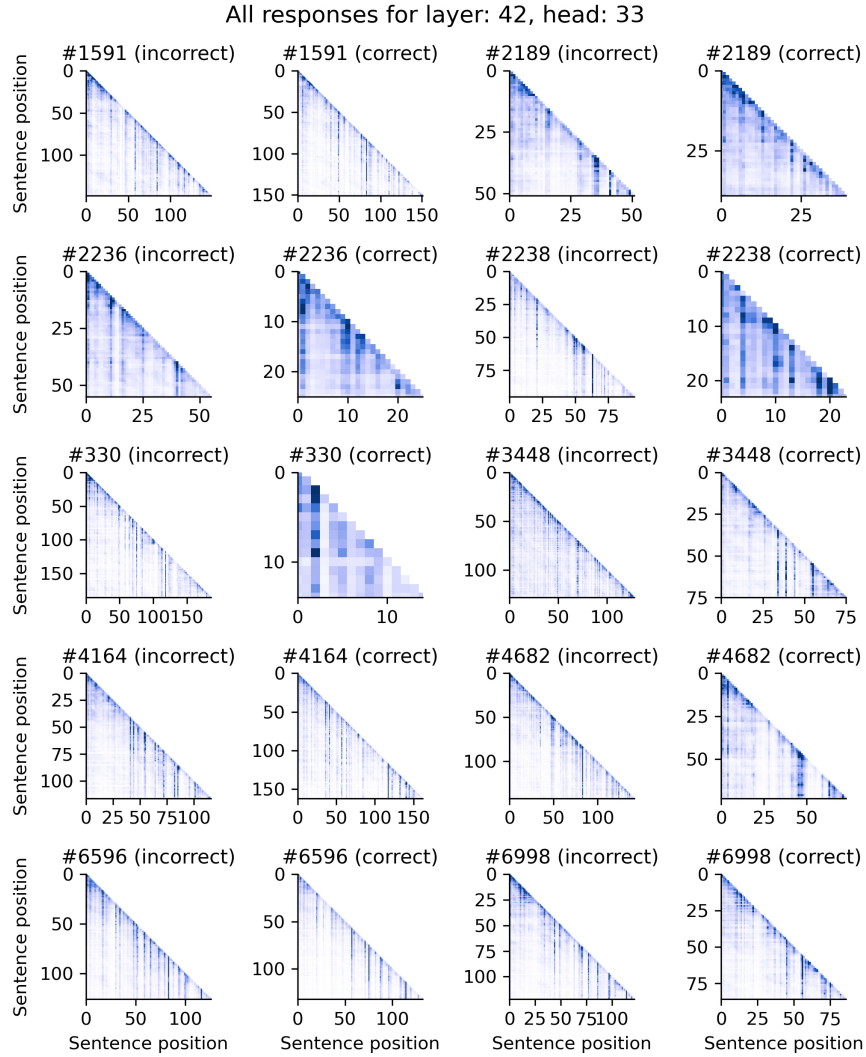 All responses for layer: 42, head: 33
#1591 (incorrect) #1591 (correct) #2189 (incorrect) #2189 (correct)
Sentence position
0 50 100
0 50 100
0 50 100 150
0 50 100 150
0 25 50
0 25 50
0 25
0 25
#2236 (incorrect) #2236 (correct) #2238 (incorrect) #2238 (correct)
Sentence position
0 25 50
0 25 50
0 10 20
0 10 20
0 25 50 75
0 25 50 75
0 10 20
0 10 20
#330 (incorrect) #330 (correct) #3448 (incorrect) #3448 (correct)
Sentence position
0 50 100 150
0 50 100 150
0 10
0 10
0 50 100
0 50 100
0 25 50 75
0 25 50 75
#4164 (incorrect) #4164 (correct) #4682 (incorrect) #4682 (correct)
Sentence position
0 25 50 75 100
0 25 50 75 100
0 50 100 150
0 50 100 150
0 50 100
0 50 100
0 50
0 50
#6596 (incorrect) #6596 (correct) #6998 (incorrect) #6998 (correct)
Sentence position
0 50 100
0 50 100
0 50 100
0 50 100
0 25 50 75 100
0 25 50 75 100
0 25 50 75
0 25 50 75
Sentence position Sentence position Sentence position Sentence position